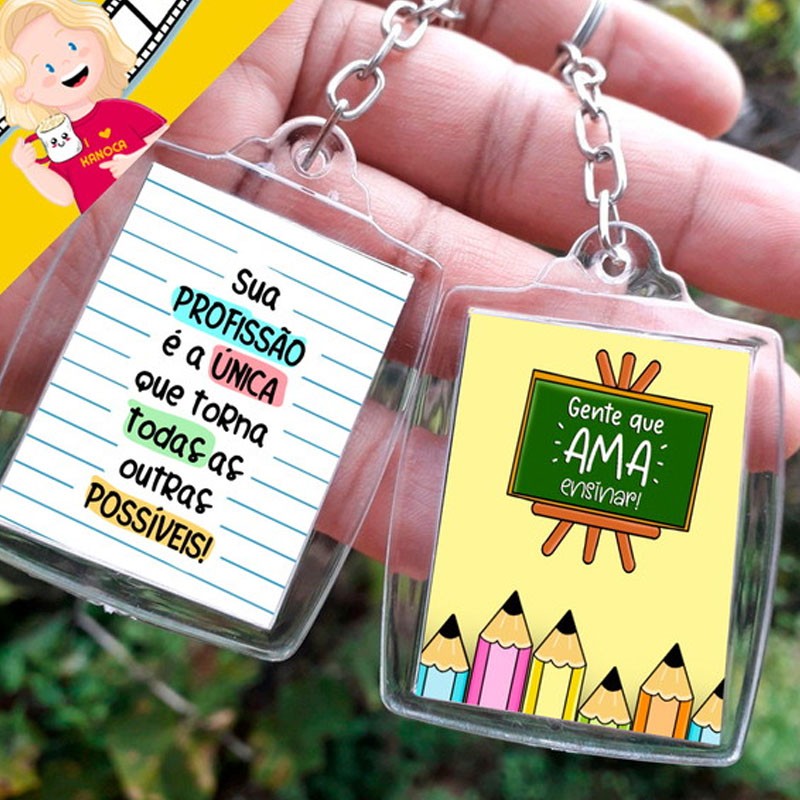 I ❤
KANOCA
Sua
PROFISSÃO
é a ÚNICA
que torna
todas as
outras
POSSÍVEIS!
Gente que
AMA
ensinar!